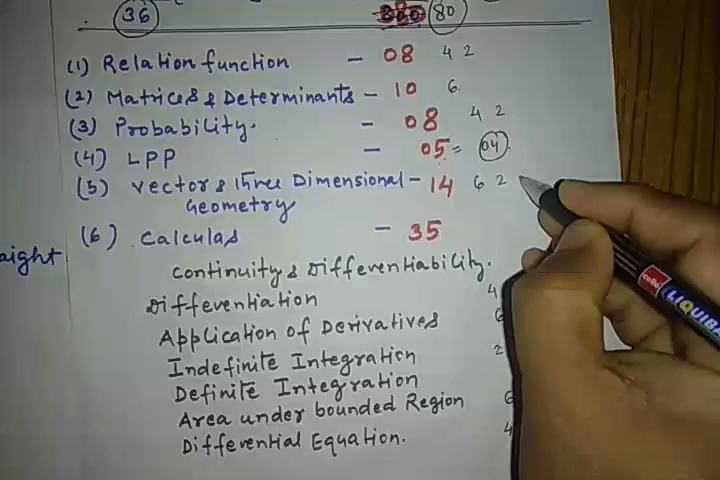 36 80
(1) Relation function - 08 4 2
(2) Matrices & Determinants - 10 6
(3) Probability. - 08 4 2
(4) LPP - 05 = 04.
(5) Vector & Three Dimensional - 14 6 2
Geometry
(6) Calculas - 35
aight
Continuity & Differentiability.
Differentiation 4
Application of Derivatives 6
Indefinite Integration 2
Definite Integration
Area under bounded Region 6
Differential Equation. 4
cello LIQUIBA